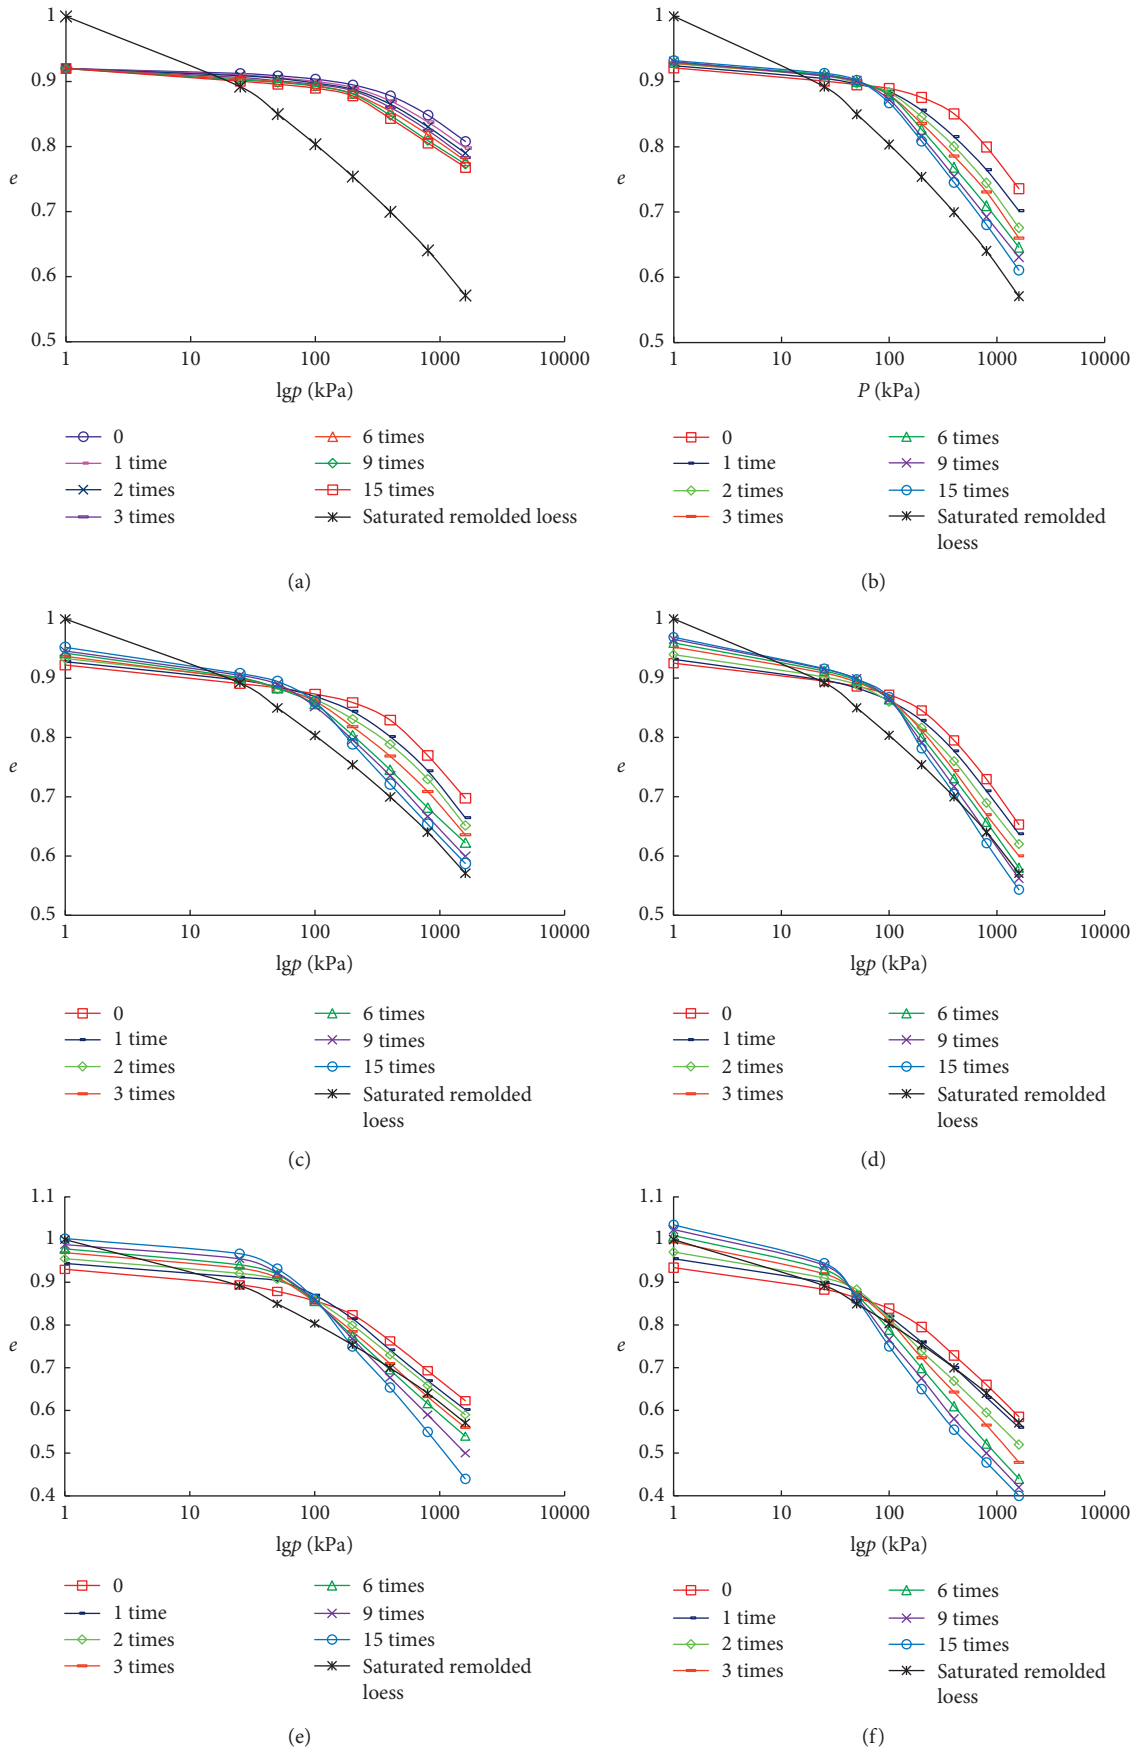 1
0.9
0.8
e
0.7
0.6
0.5
1 10 100 1000 10000
lgp (kPa)
0
1 time
2 times
3 times
6 times
9 times
15 times
Saturated remolded loess
(a)
1
0.9
0.8
e
0.7
0.6
0.5
1 10 100 1000 10000
P (kPa)
0
1 time
2 times
3 times
6 times
9 times
15 times
Saturated remolded
loess
(b)
1
0.9
0.8
e
0.7
0.6
0.5
1 10 100 1000 10000
lgp (kPa)
0
1 time
2 times
3 times
6 times
9 times
15 times
Saturated remolded
loess
(c)
1
0.9
0.8
e
0.7
0.6
0.5
1 10 100 1000 10000
lgp (kPa)
0
1 time
2 times
3 times
6 times
9 times
15 times
Saturated remolded
loess
(d)
1.1
1
0.9
0.8
e
0.7
0.6
0.5
0.4
1 10 100 1000 10000
lgp (kPa)
0
1 time
2 times
3 times
6 times
9 times
15 times
Saturated remolded
loess
(e)
1.1
1
0.9
0.8
e
0.7
0.6
0.5
0.4
1 10 100 1000 10000
lgp (kPa)
0
1 time
2 times
3 times
6 times
9 times
15 times
Saturated remolded
loess
(f)